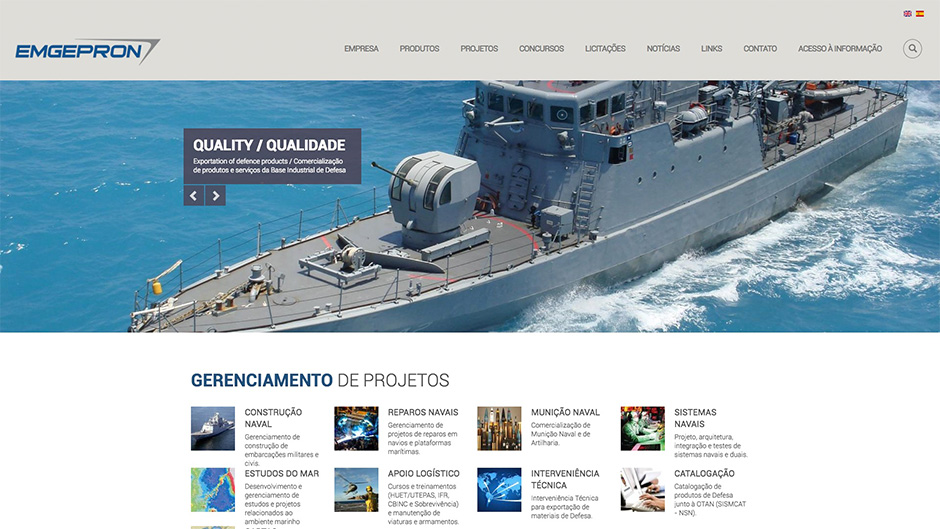 EMGEPRON
EMPRESA PRODUTOS PROJETOS CONCURSOS LICITAÇÕES NOTÍCIAS LINKS CONTATO ACESSO À INFORMAÇÃO
QUALITY / QUALIDADE
Exportation of defence products / Comercialização
de produtos e serviços da Base Industrial de Defesa
GERENCIAMENTO DE PROJETOS
CONSTRUÇÃO
NAVAL
Gerenciamento de
construção de
embarcações militares e
civis.
REPAROS NAVAIS
Gerenciamento de
projetos de reparos em
navios e plataformas
marítimas.
MUNIÇÃO NAVAL
Comercialização de
Munição Naval e de
Artilharia.
SISTEMAS
NAVAIS
Projeto, arquitetura,
integração e testes de
sistemas navais e duais.
ESTUDOS DO MAR
Desenvolvimento e
gerenciamento de
estudos e projetos
relacionados ao
ambiente marinho
APOIO LOGÍSTICO
Cursos e treinamentos
(HUET/UTEPAS, IFR,
CBINC e Sobrevivência)
e manutenção de
viaturas e armamentos.
INTERVENIÊNCIA
TÉCNICA
Interveniência Técnica
para exportação de
materiais de Defesa.
CATALOGAÇÃO
Catalogação de
produtos de Defesa
junto à OTAN (SISMCAT
- NSN).